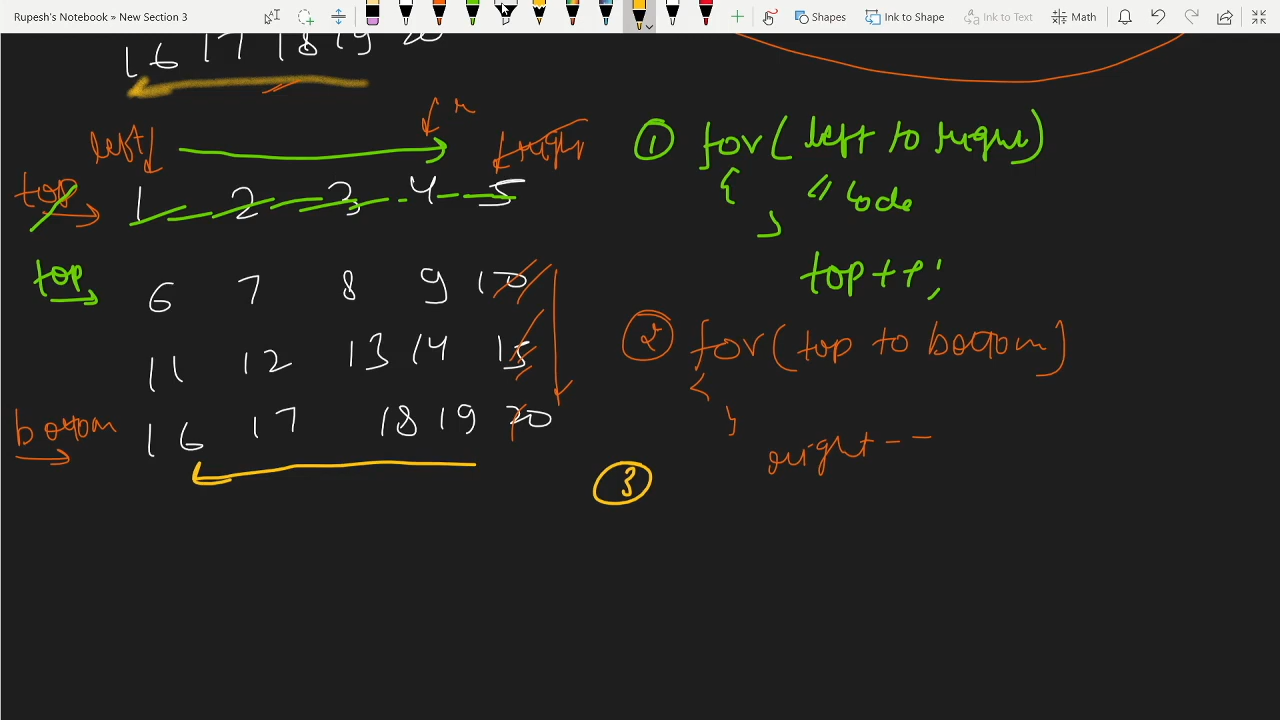 Rupesh's Notebook » New Section 3
Shapes
Ink to Shape
Ink to Text
Math
16 17 18 19 20
left
r
right
top
1 2 3 4 5
top
6 7 8 9 10
11 12 13 14 15
bottom
16 17 18 19 20
① for( left to right)
{ // code
}
top++;
② for( top to bottom)
{
}
right--
③